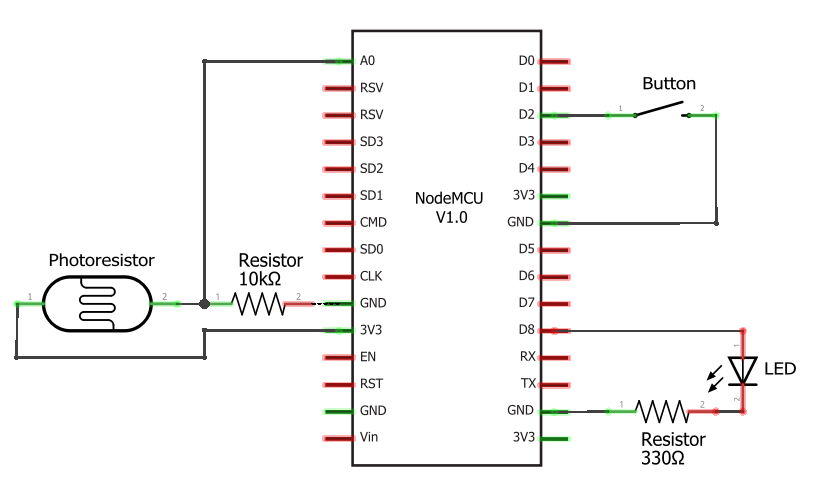 A0
RSV
RSV
SD3
SD2
SD1
CMD
SD0
CLK
GND
3V3
EN
RST
GND
Vin
NodeMCU
V1.0
D0
D1
D2
D3
D4
3V3
GND
D5
D6
D7
D8
RX
TX
GND
3V3
Button
1 2
Photoresistor
1 2
Resistor
10kΩ
1 2
LED
1
2
1 2
Resistor
330Ω